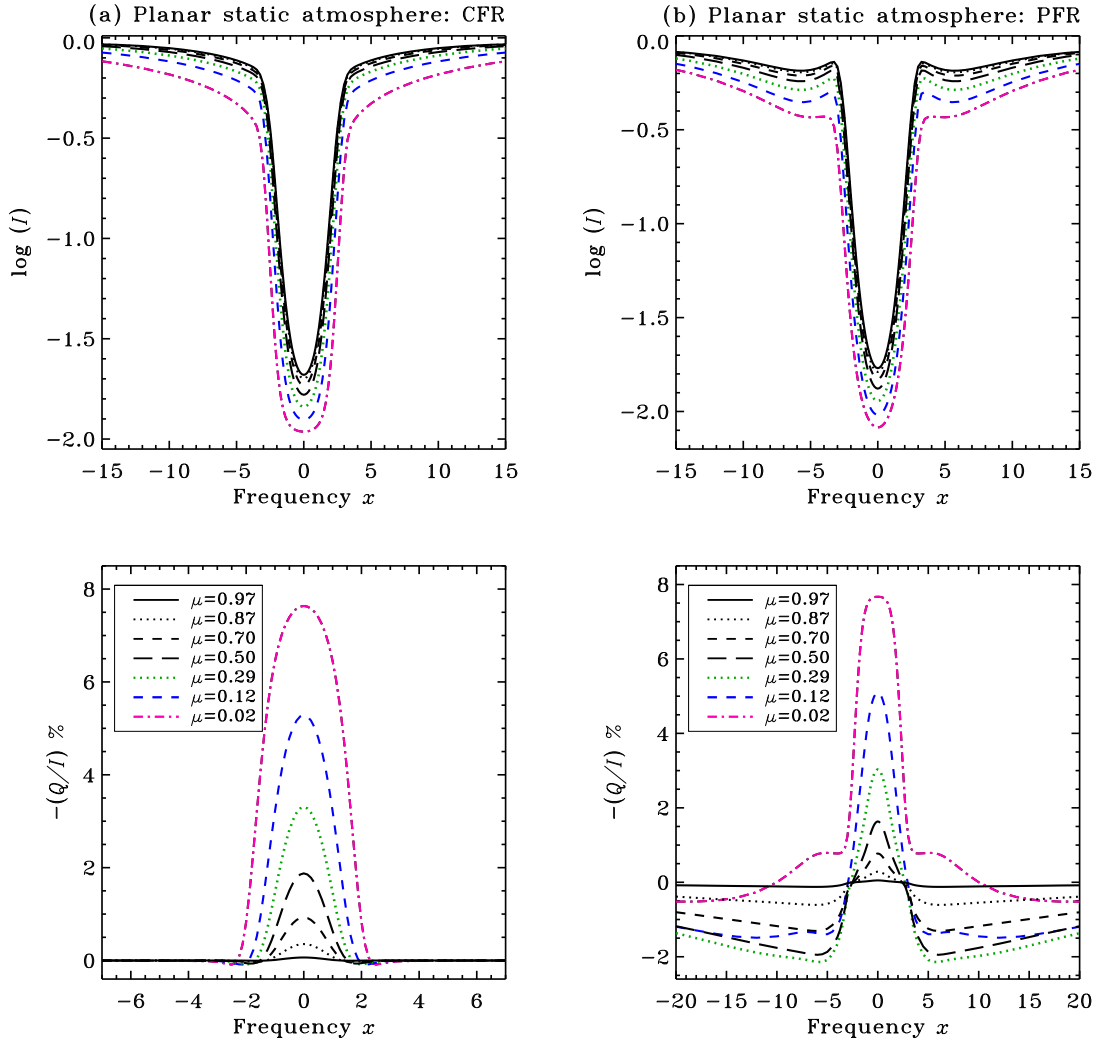 (a) Planar static atmosphere: CFR
(b) Planar static atmosphere: PFR
0.0
−0.5
−1.0
−1.5
−2.0
log (I)
−15 −10 −5 0 5 10 15
Frequency x
0.0
−0.5
−1.0
−1.5
−2.0
log (I)
−15 −10 −5 0 5 10 15
Frequency x
8
6
4
2
0
−(Q/I) %
μ=0.97
μ=0.87
μ=0.70
μ=0.50
μ=0.29
μ=0.12
μ=0.02
−6 −4 −2 0 2 4 6
Frequency x
8
6
4
2
0
−2
−(Q/I) %
μ=0.97
μ=0.87
μ=0.70
μ=0.50
μ=0.29
μ=0.12
μ=0.02
−20 −15 −10 −5 0 5 10 15 20
Frequency x